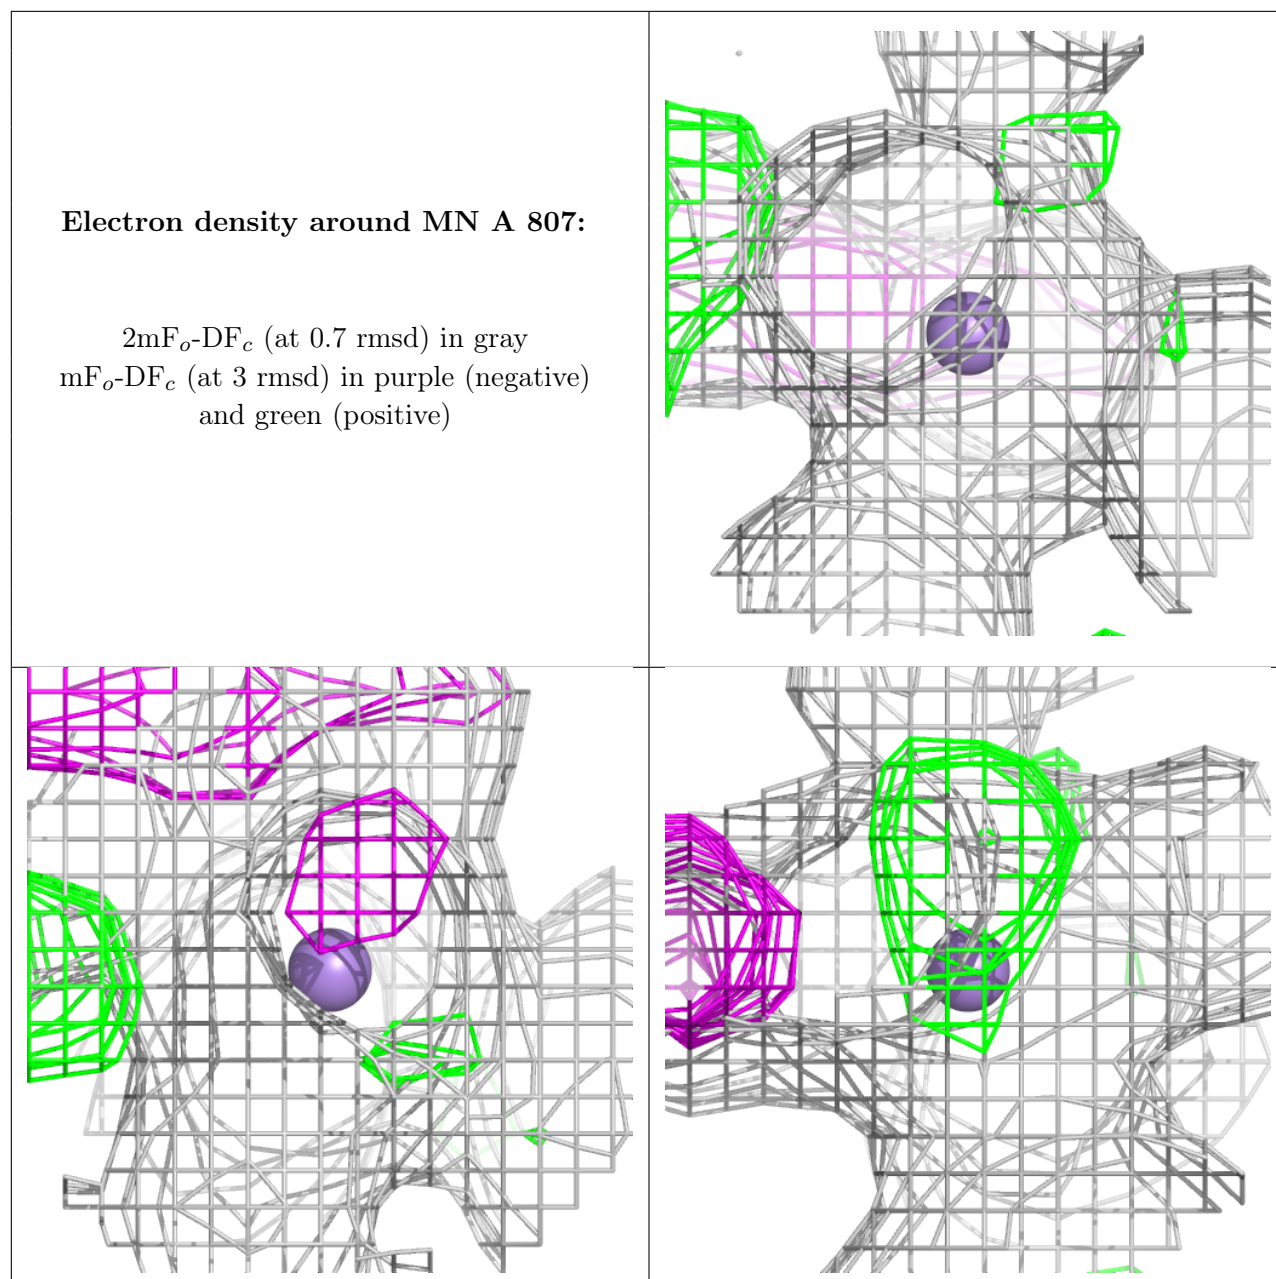 Electron density around MN A 807:
2mFo-DFc (at 0.7 rmsd) in gray
mFo-DFc (at 3 rmsd) in purple (negative)
and green (positive)